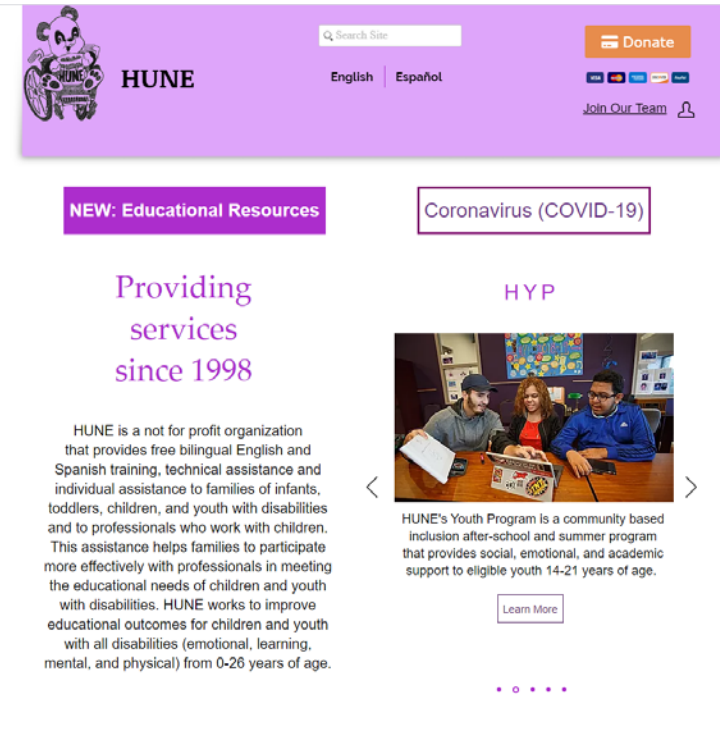 HUNE
HUNE
Search Site
English
Español
Donate
VISA
Join Our Team
NEW: Educational Resources
Coronavirus (COVID-19)
Providing
services
since 1998
HUNE is a not for profit organization
that provides free bilingual English and
Spanish training, technical assistance and
individual assistance to families of infants,
toddlers, children, and youth with disabilities
and to professionals who work with children.
This assistance helps families to participate
more effectively with professionals in meeting
the educational needs of children and youth
with disabilities. HUNE works to improve
educational outcomes for children and youth
with all disabilities (emotional, learning,
mental, and physical) from 0-26 years of age.
HYP
HUNE's Youth Program is a community based
inclusion after-school and summer program
that provides social, emotional, and academic
support to eligible youth 14-21 years of age.
Learn More